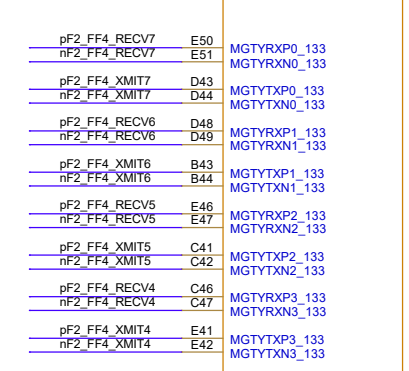 pF2_FF4_RECV7 E50 MGTYRXP0_133
nF2_FF4_RECV7 E51 MGTYRXN0_133
pF2_FF4_XMIT7 D43 MGTYTXP0_133
nF2_FF4_XMIT7 D44 MGTYTXN0_133
pF2_FF4_RECV6 D48 MGTYRXP1_133
nF2_FF4_RECV6 D49 MGTYRXN1_133
pF2_FF4_XMIT6 B43 MGTYTXP1_133
nF2_FF4_XMIT6 B44 MGTYTXN1_133
pF2_FF4_RECV5 E46 MGTYRXP2_133
nF2_FF4_RECV5 E47 MGTYRXN2_133
pF2_FF4_XMIT5 C41 MGTYTXP2_133
nF2_FF4_XMIT5 C42 MGTYTXN2_133
pF2_FF4_RECV4 C46 MGTYRXP3_133
nF2_FF4_RECV4 C47 MGTYRXN3_133
pF2_FF4_XMIT4 E41 MGTYTXP3_133
nF2_FF4_XMIT4 E42 MGTYTXN3_133